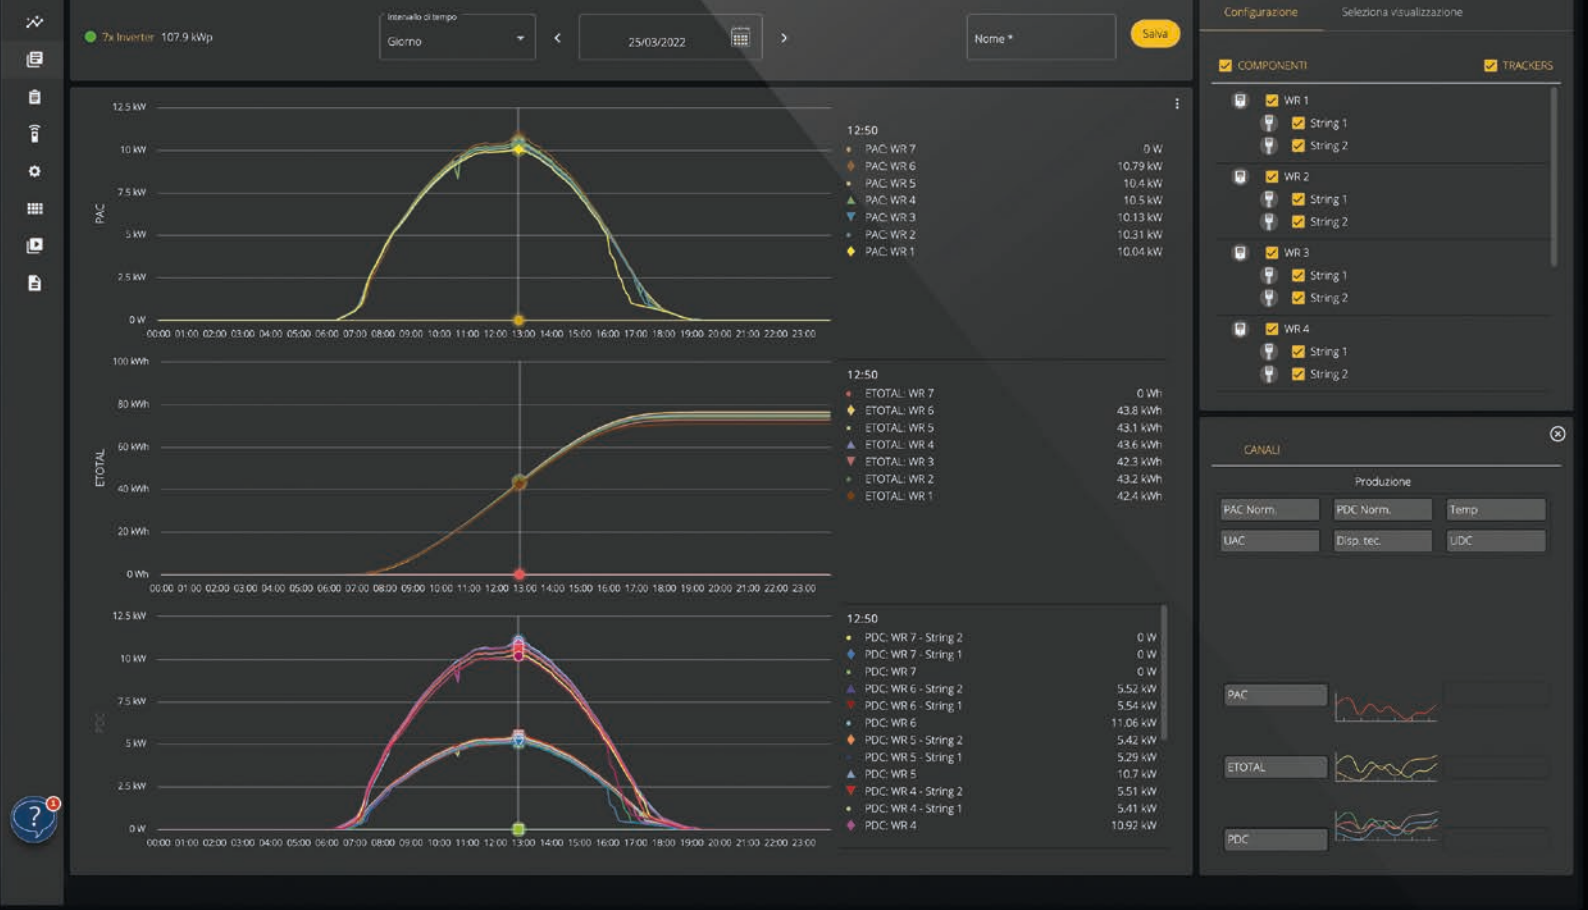 7x Inverter 107.9 kWp
Intervallo di tempo
Giorno
25/03/2022
Nome *
Salva
12.5 kW
10 kW
7.5 kW
5 kW
2.5 kW
0 W
PAC
00:00 01:00 02:00 03:00 04:00 05:00 06:00 07:00 08:00 09:00 10:00 11:00 12:00 13:00 14:00 15:00 16:00 17:00 18:00 19:00 20:00 21:00 22:00 23:00
12:50
PAC: WR 7 0 W
PAC: WR 6 10.79 kW
PAC: WR 5 10.4 kW
PAC: WR 4 10.5 kW
PAC: WR 3 10.13 kW
PAC: WR 2 10.31 kW
PAC: WR 1 10.04 kW
100 kWh
80 kWh
60 kWh
40 kWh
20 kWh
0 Wh
ETOTAL
00:00 01:00 02:00 03:00 04:00 05:00 06:00 07:00 08:00 09:00 10:00 11:00 12:00 13:00 14:00 15:00 16:00 17:00 18:00 19:00 20:00 21:00 22:00 23:00
12:50
ETOTAL: WR 7 0 Wh
ETOTAL: WR 6 43.8 kWh
ETOTAL: WR 5 43.1 kWh
ETOTAL: WR 4 43.6 kWh
ETOTAL: WR 3 42.3 kWh
ETOTAL: WR 2 43.2 kWh
ETOTAL: WR 1 42.4 kWh
12.5 kW
10 kW
7.5 kW
5 kW
2.5 kW
0 W
PDC
00:00 01:00 02:00 03:00 04:00 05:00 06:00 07:00 08:00 09:00 10:00 11:00 12:00 13:00 14:00 15:00 16:00 17:00 18:00 19:00 20:00 21:00 22:00 23:00
12:50
PDC: WR 7 - String 2 0 W
PDC: WR 7 - String 1 0 W
PDC: WR 7 0 W
PDC: WR 6 - String 2 5.52 kW
PDC: WR 6 - String 1 5.54 kW
PDC: WR 6 11.06 kW
PDC: WR 5 - String 2 5.42 kW
PDC: WR 5 - String 1 5.29 kW
PDC: WR 5 10.7 kW
PDC: WR 4 - String 2 5.51 kW
PDC: WR 4 - String 1 5.41 kW
PDC: WR 4 10.92 kW
Configurazione Seleziona visualizzazione
COMPONENTI TRACKERS
WR 1
String 1
String 2
WR 2
String 1
String 2
WR 3
String 1
String 2
WR 4
String 1
String 2
CANALI
Produzione
PAC Norm. PDC Norm. Temp
UAC Disp. tec. UDC
PAC
ETOTAL
PDC
? 1